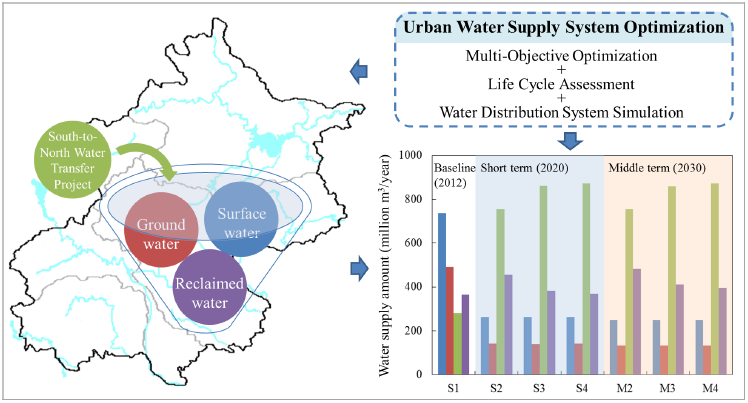 Urban Water Supply System Optimization
Multi-Objective Optimization
+
Life Cycle Assessment
+
Water Distribution System Simulation
South-to-
North Water
Transfer
Project
Ground
water
Surface
water
Reclaimed
water
Water supply amount (million m³/year)
1000
800
600
400
200
0
Baseline
(2012)
Short term (2020)
Middle term (2030)
S1 S2 S3 S4 M2 M3 M4